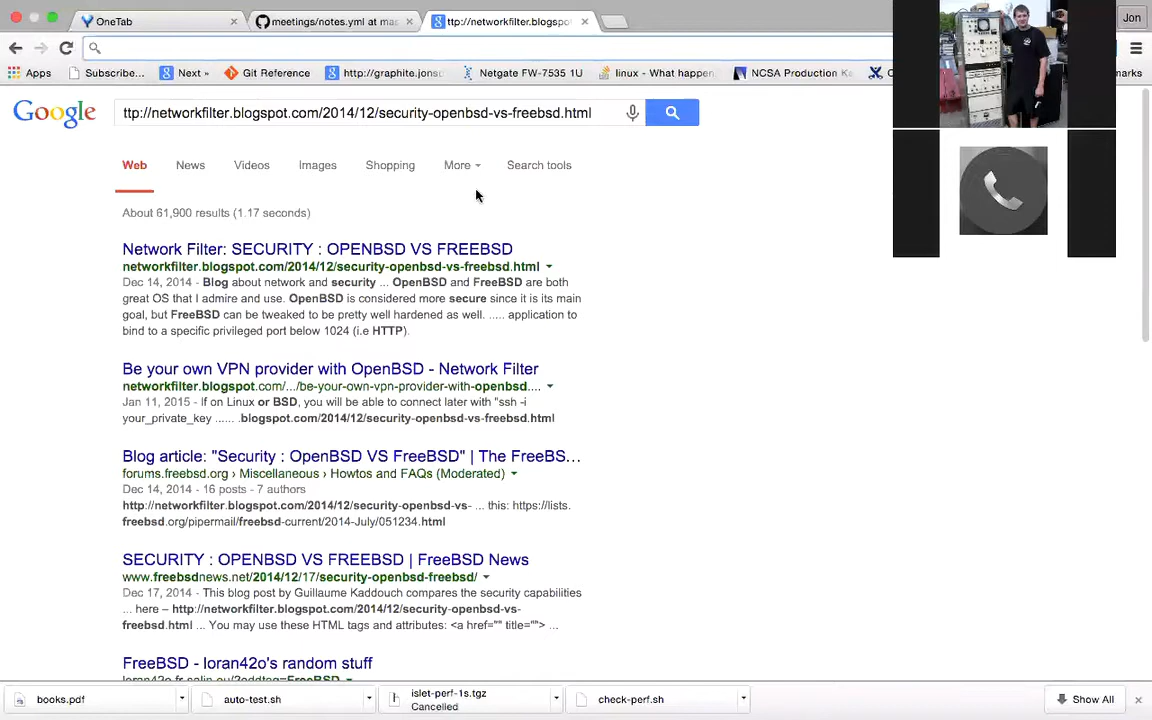 OneTab
meetings/notes.yml at mas
ttp://networkfilter.blogspo
Jon
Apps
Subscribe...
Next »
Git Reference
http://graphite.jons
Netgate FW-7535 1U
linux - What happen
NCSA Production
marks
Google
ttp://networkfilter.blogspot.com/2014/12/security-openbsd-vs-freebsd.html
Web
News
Videos
Images
Shopping
More
Search tools
About 61,900 results (1.17 seconds)
Network Filter: SECURITY : OPENBSD VS FREEBSD
networkfilter.blogspot.com/2014/12/security-openbsd-vs-freebsd.html
Dec 14, 2014 - Blog about network and security ... OpenBSD and FreeBSD are both
great OS that I admire and use. OpenBSD is considered more secure since it is its main
goal, but FreeBSD can be tweaked to be pretty well hardened as well. ..... application to
bind to a specific privileged port below 1024 (i.e HTTP).
Be your own VPN provider with OpenBSD - Network Filter
networkfilter.blogspot.com/.../be-your-own-vpn-provider-with-openbsd....
Jan 11, 2015 - If on Linux or BSD, you will be able to connect later with "ssh -i
your_private_key ...... .blogspot.com/2014/12/security-openbsd-vs-freebsd.html
Blog article: "Security : OpenBSD VS FreeBSD" | The FreeBS...
forums.freebsd.org › Miscellaneous › Howtos and FAQs (Moderated)
Dec 14, 2014 - 16 posts - 7 authors
http://networkfilter.blogspot.com/2014/12/security-openbsd-vs- ... this: https://lists.
freebsd.org/pipermail/freebsd-current/2014-July/051234.html
SECURITY : OPENBSD VS FREEBSD | FreeBSD News
www.freebsdnews.net/2014/12/17/security-openbsd-freebsd/
Dec 17, 2014 - This blog post by Guillaume Kaddouch compares the security capabilities
... here – http://networkfilter.blogspot.com/2014/12/security-openbsd-vs-
freebsd.html ... You may use these HTML tags and attributes: <a href="" title=""> ...
FreeBSD - loran42o's random stuff
books.pdf
auto-test.sh
islet-perf-1s.tgz
Cancelled
check-perf.sh
Show All